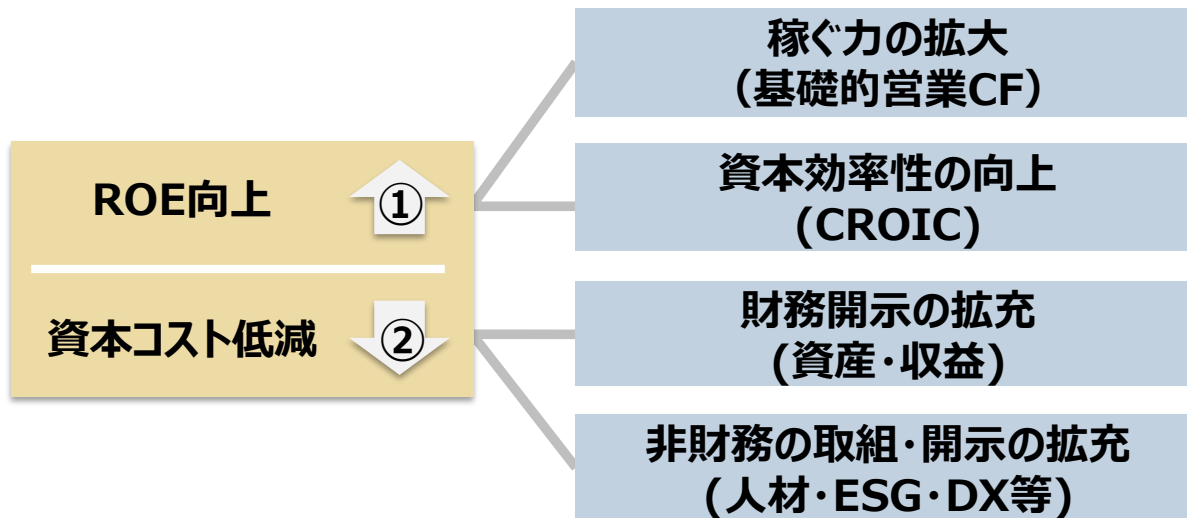 ROE向上
①
資本コスト低減
②
稼ぐ力の拡大
（基礎的営業CF）
資本効率性の向上
(CROIC)
財務開示の拡充
(資産･収益)
非財務の取組･開示の拡充
(人材･ESG･DX等)